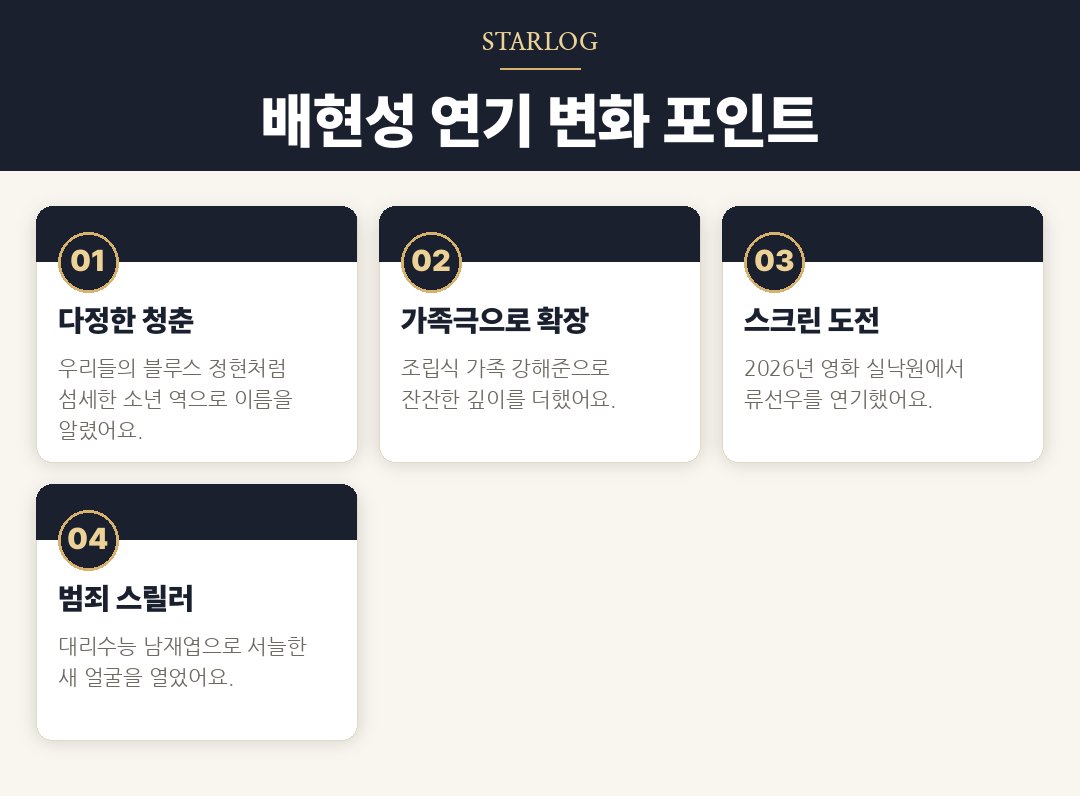 STARLOG
배현성 연기 변화 포인트
01
다정한 청춘
우리들의 블루스 정현처럼
섬세한 소년 역으로 이름을
알렸어요.
02
가족극으로 확장
조립식 가족 강해준으로
잔잔한 깊이를 더했어요.
03
스크린 도전
2026년 영화 실낙원에서
류선우를 연기했어요.
04
범죄 스릴러
대리수능 남재엽으로 서늘한
새 얼굴을 열었어요.